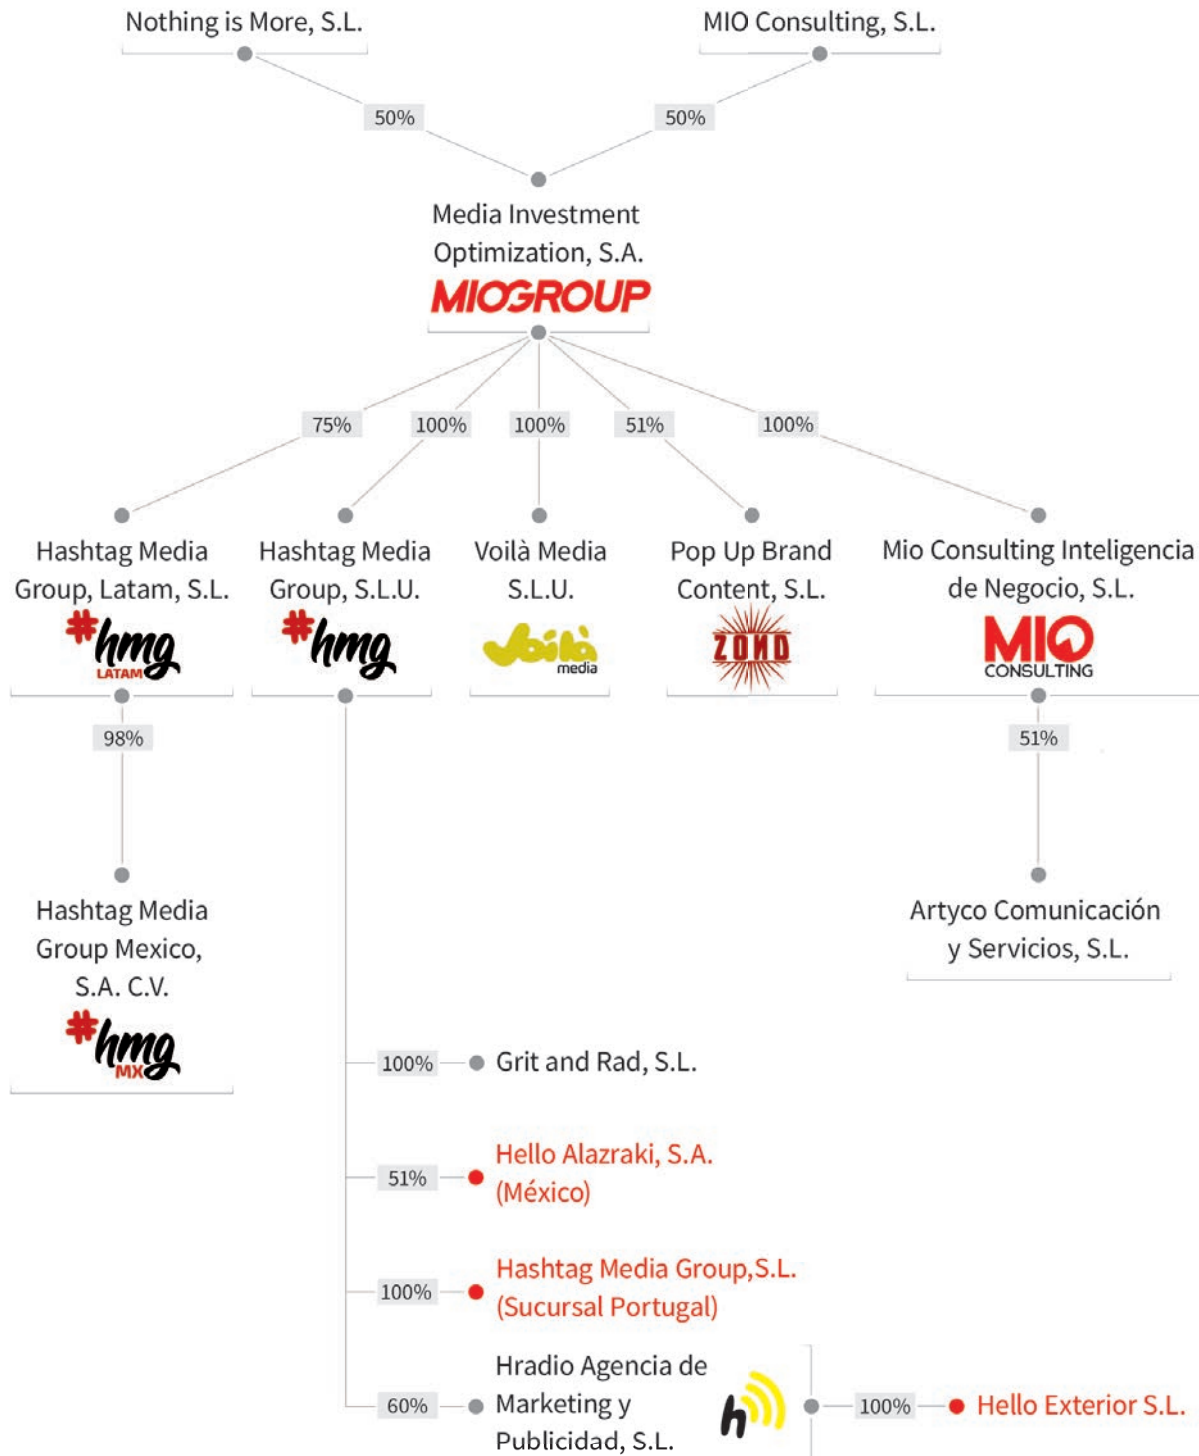 Nothing is More, S.L.
MIO Consulting, S.L.
50%
50%
Media Investment
Optimization, S.A.
MIOGROUP
75%
100%
100%
51%
100%
Hashtag Media
Group, Latam, S.L.
#hmg
LATAM
Hashtag Media
Group, S.L.U.
#hmg
Voilà Media
S.L.U.
Voilà
media
Pop Up Brand
Content, S.L.
ZOND
Mio Consulting Inteligencia
de Negocio, S.L.
MIO
CONSULTING
98%
51%
Hashtag Media
Group Mexico,
S.A. C.V.
#hmg
MX
Artyco Comunicación
y Servicios, S.L.
100%
Grit and Rad, S.L.
51%
Hello Alazraki, S.A.
(México)
100%
Hashtag Media Group,S.L.
(Sucursal Portugal)
60%
Hradio Agencia de
Marketing y
Publicidad, S.L.
h
100%
Hello Exterior S.L.